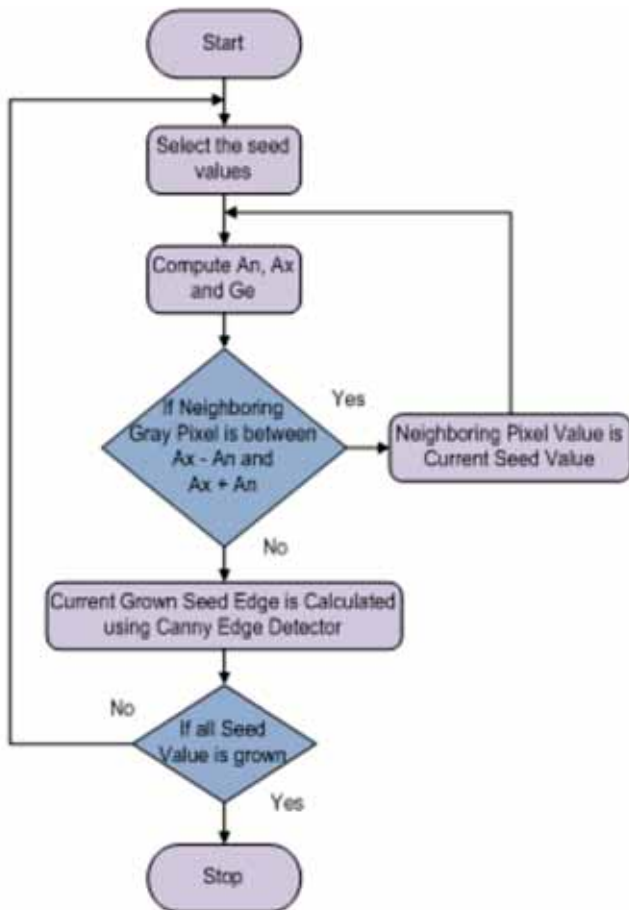 Start
Select the seed
values
Compute An, Ax
and Ge
If Neighboring
Gray Pixel is between
Ax - An and
Ax + An
Yes
Neighboring Pixel Value is
Current Seed Value
No
Current Grown Seed Edge is Calculated
using Canny Edge Detector
No
If all Seed
Value is grown
Yes
Stop